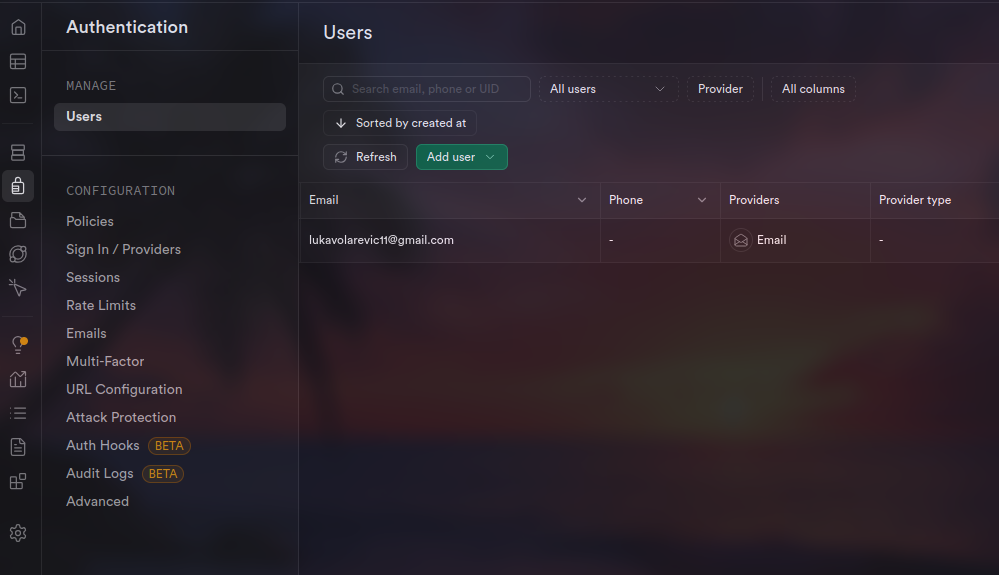 Authentication
MANAGE
Users
CONFIGURATION
Policies
Sign In / Providers
Sessions
Rate Limits
Emails
Multi-Factor
URL Configuration
Attack Protection
Auth Hooks BETA
Audit Logs BETA
Advanced
Users
Search email, phone or UID All users Provider All columns
Sorted by created at
Refresh Add user
Email Phone Providers Provider type
lukavolarevic11@gmail.com - Email -